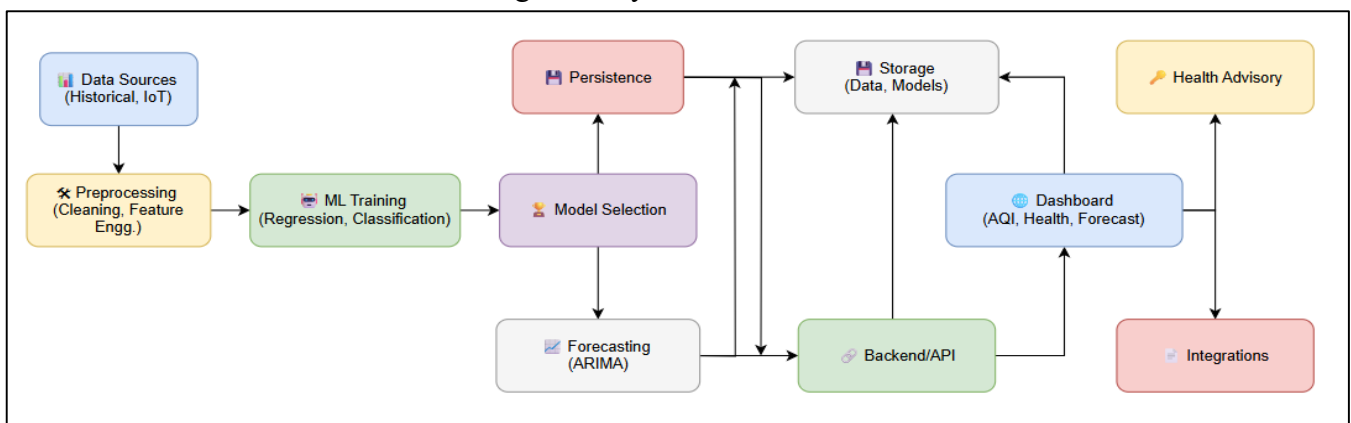 Data Sources
(Historical, IoT)
Preprocessing
(Cleaning, Feature
Engg.)
ML Training
(Regression, Classification)
Model Selection
Persistence
Forecasting
(ARIMA)
Storage
(Data, Models)
Backend/API
Dashboard
(AQI, Health, Forecast)
Health Advisory
Integrations